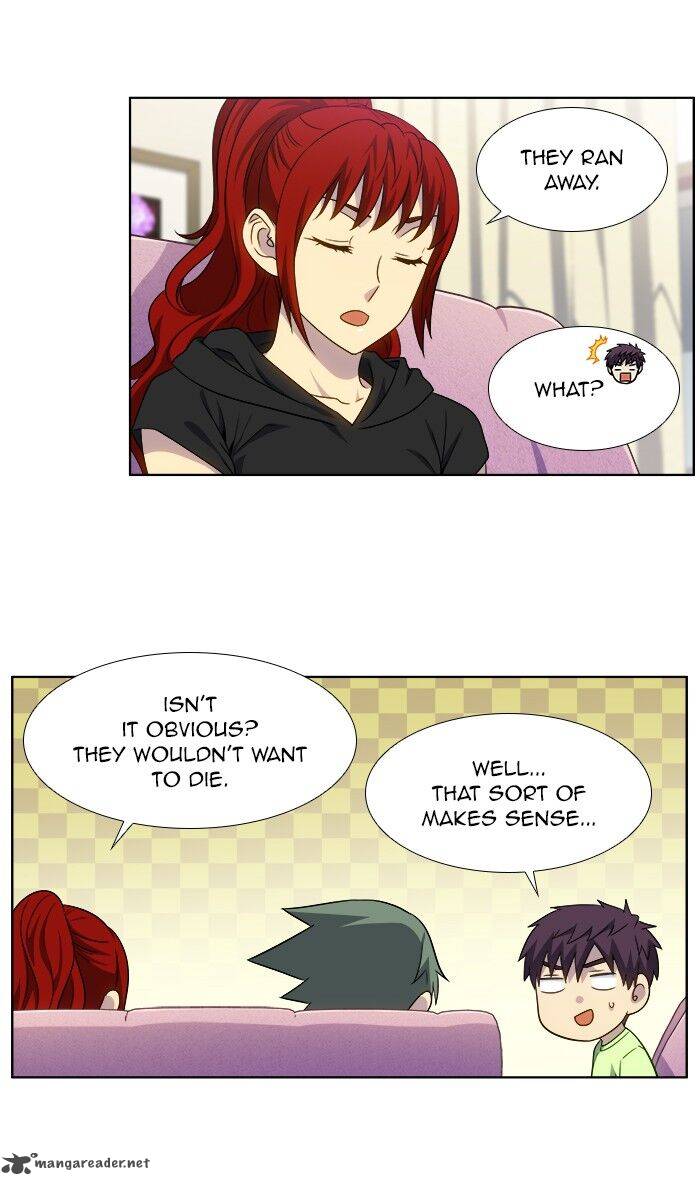 THEY RAN
AWAY.
WHAT?
ISN'T
IT OBVIOUS?
THEY WOULDN'T WANT
TO DIE.
WELL...
THAT SORT OF
MAKES SENSE...
mangareader.net